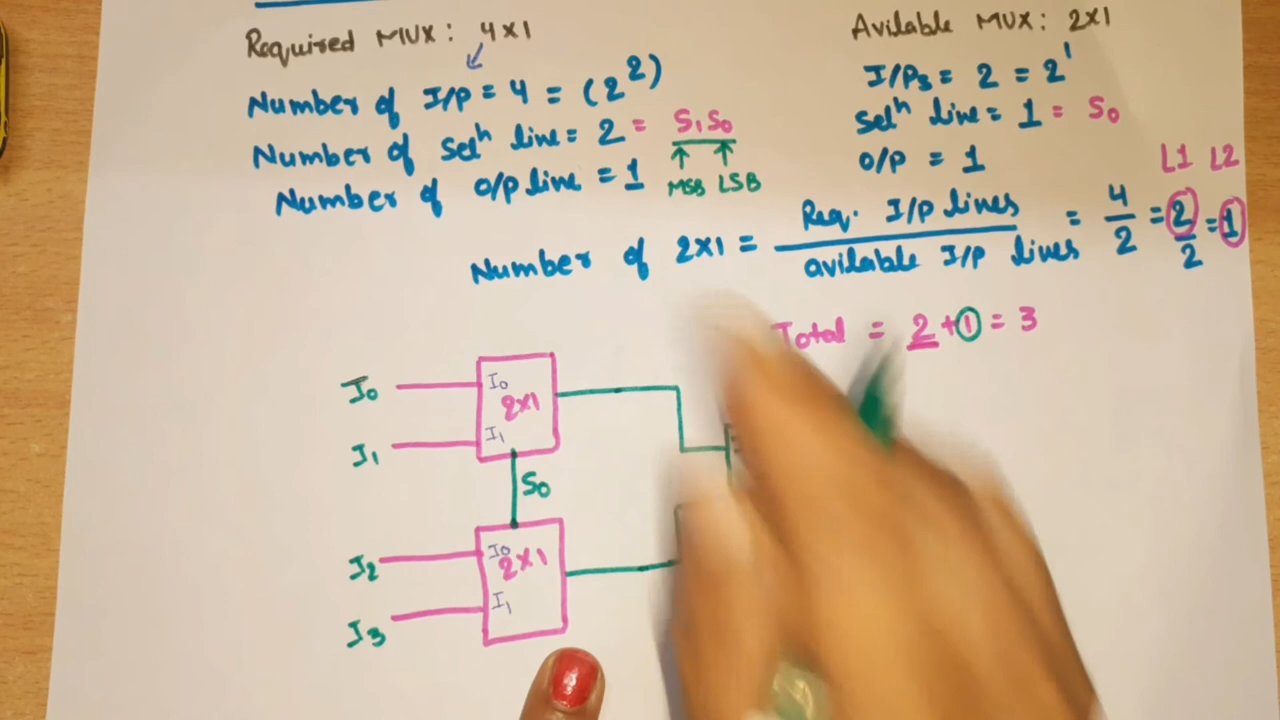 Required MUX: 4x1
Number of I/P = 4 = (2²)
Number of selⁿ line = 2 = S₁S₀
MSB LSB
Number of o/p line = 1
Avilable MUX: 2x1
I/Ps = 2 = 2¹
selⁿ line = 1 = S₀
o/p = 1
L1 L2
Number of 2x1 = Req. I/p lines / avilable I/p lines = 4/2 = 2/2 = 1
Total = 2+1 = 3
I₀
I₁
I₀
2x1
I₁
S₀
I₂
I₃
I₀
2x1
I₁